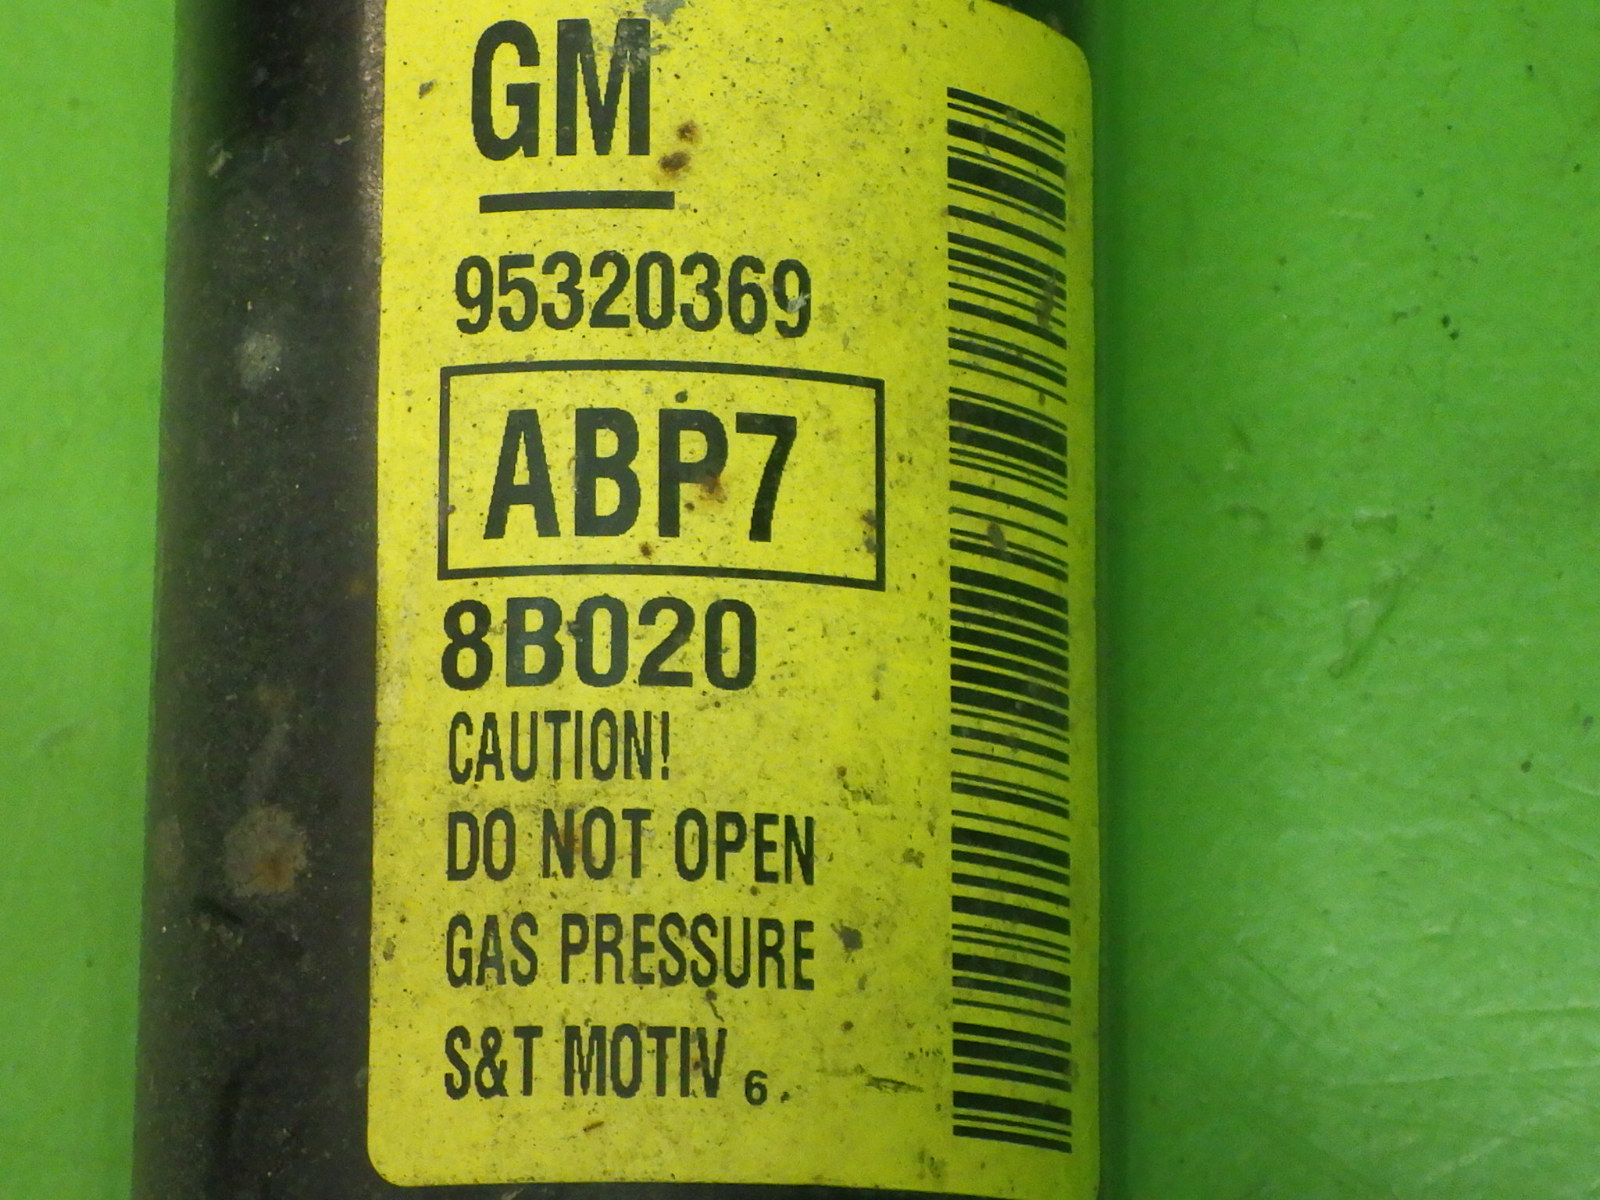 GM
95320369
ABP7
8B020
CAUTION!
DO NOT OPEN
GAS PRESSURE
S&T MOTIV 6